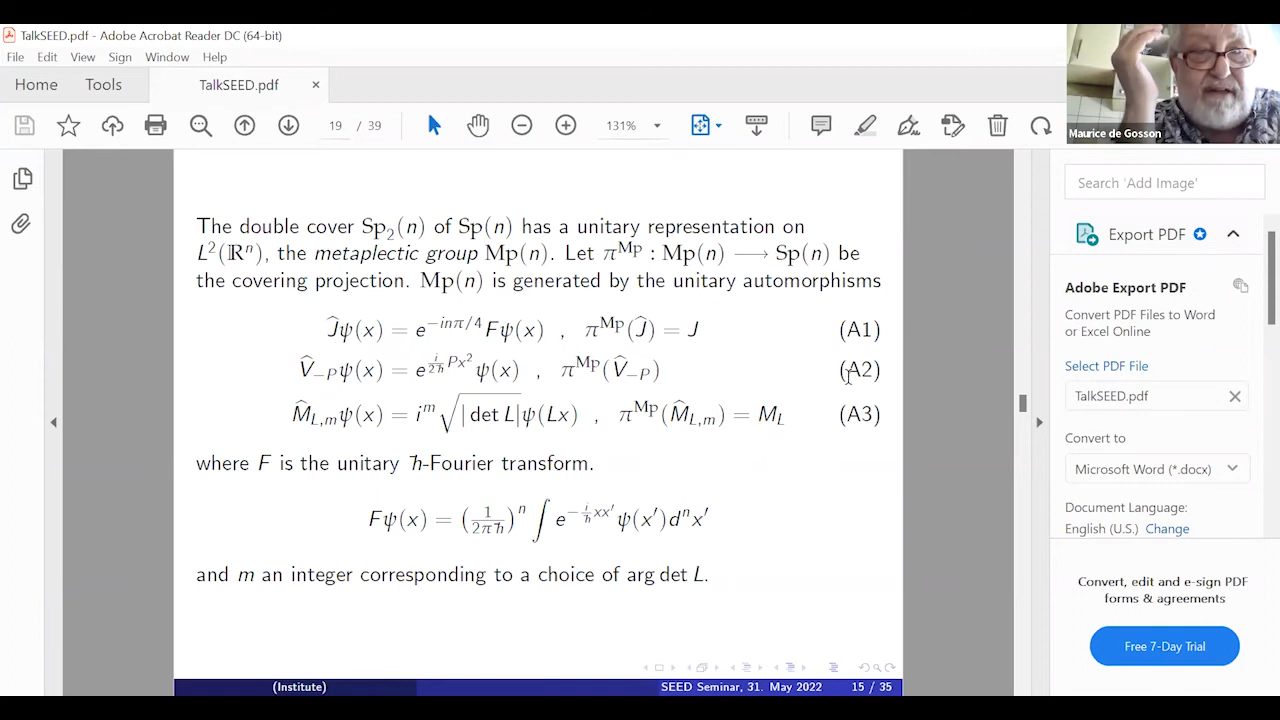 TalkSEED.pdf - Adobe Acrobat Reader DC (64-bit)
File Edit View Sign Window Help
Home Tools TalkSEED.pdf ×
19 / 39 131%
Maurice de Gosson
The double cover Sp₂(n) of Sp(n) has a unitary representation on
L²(ℝⁿ), the metaplectic group Mp(n). Let π^Mp : Mp(n) ⟶ Sp(n) be
the covering projection. Mp(n) is generated by the unitary automorphisms
Ĵψ(x) = e^{−inπ/4} Fψ(x) , π^Mp(Ĵ) = J (A1)
V̂_{−P}ψ(x) = e^{\frac{i}{2ℏ}Px²} ψ(x) , π^Mp(V̂_{−P}) (A2)
M̂_{L,m}ψ(x) = i^m √|det L| ψ(Lx) , π^Mp(M̂_{L,m}) = M_L (A3)
where F is the unitary ℏ-Fourier transform.
Fψ(x) = (\frac{1}{2πℏ})^n ∫ e^{−\frac{i}{ℏ}xx′} ψ(x′)dⁿx′
and m an integer corresponding to a choice of arg det L.
(Institute) SEED Seminar, 31. May 2022 15 / 35
Search 'Add Image'
Export PDF
Adobe Export PDF
Convert PDF Files to Word
or Excel Online
Select PDF File
TalkSEED.pdf ×
Convert to
Microsoft Word (*.docx)
Document Language:
English (U.S.) Change
Convert, edit and e-sign PDF
forms & agreements
Free 7-Day Trial